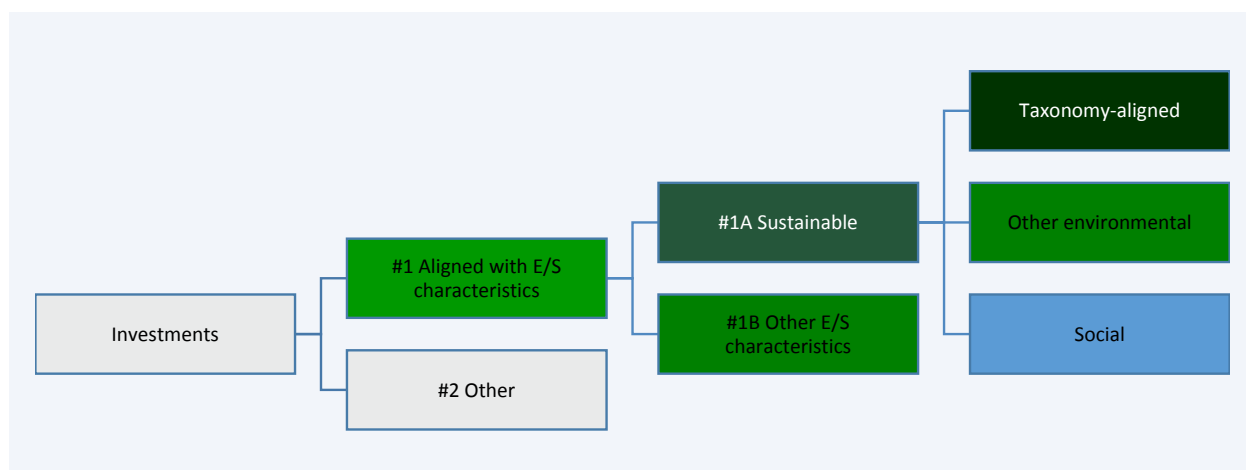 Investments
#1 Aligned with E/S
characteristics
#2 Other
#1A Sustainable
#1B Other E/S
characteristics
Taxonomy-aligned
Other environmental
Social